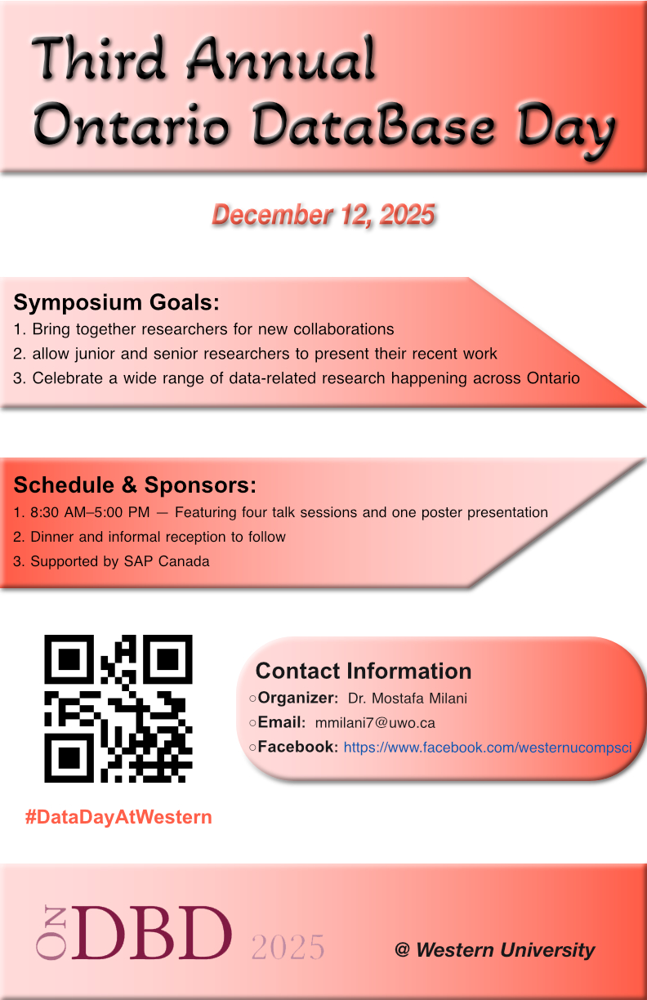 Third Annual
Ontario DataBase Day
December 12, 2025
Symposium Goals:
1. Bring together researchers for new collaborations
2. allow junior and senior researchers to present their recent work
3. Celebrate a wide range of data-related research happening across Ontario
Schedule & Sponsors:
1. 8:30 AM–5:00 PM — Featuring four talk sessions and one poster presentation
2. Dinner and informal reception to follow
3. Supported by SAP Canada
Contact Information
○Organizer: Dr. Mostafa Milani
○Email: mmilani7@uwo.ca
○Facebook: https://www.facebook.com/westernucompsci
#DataDayAtWestern
ON DBD 2025
@ Western University